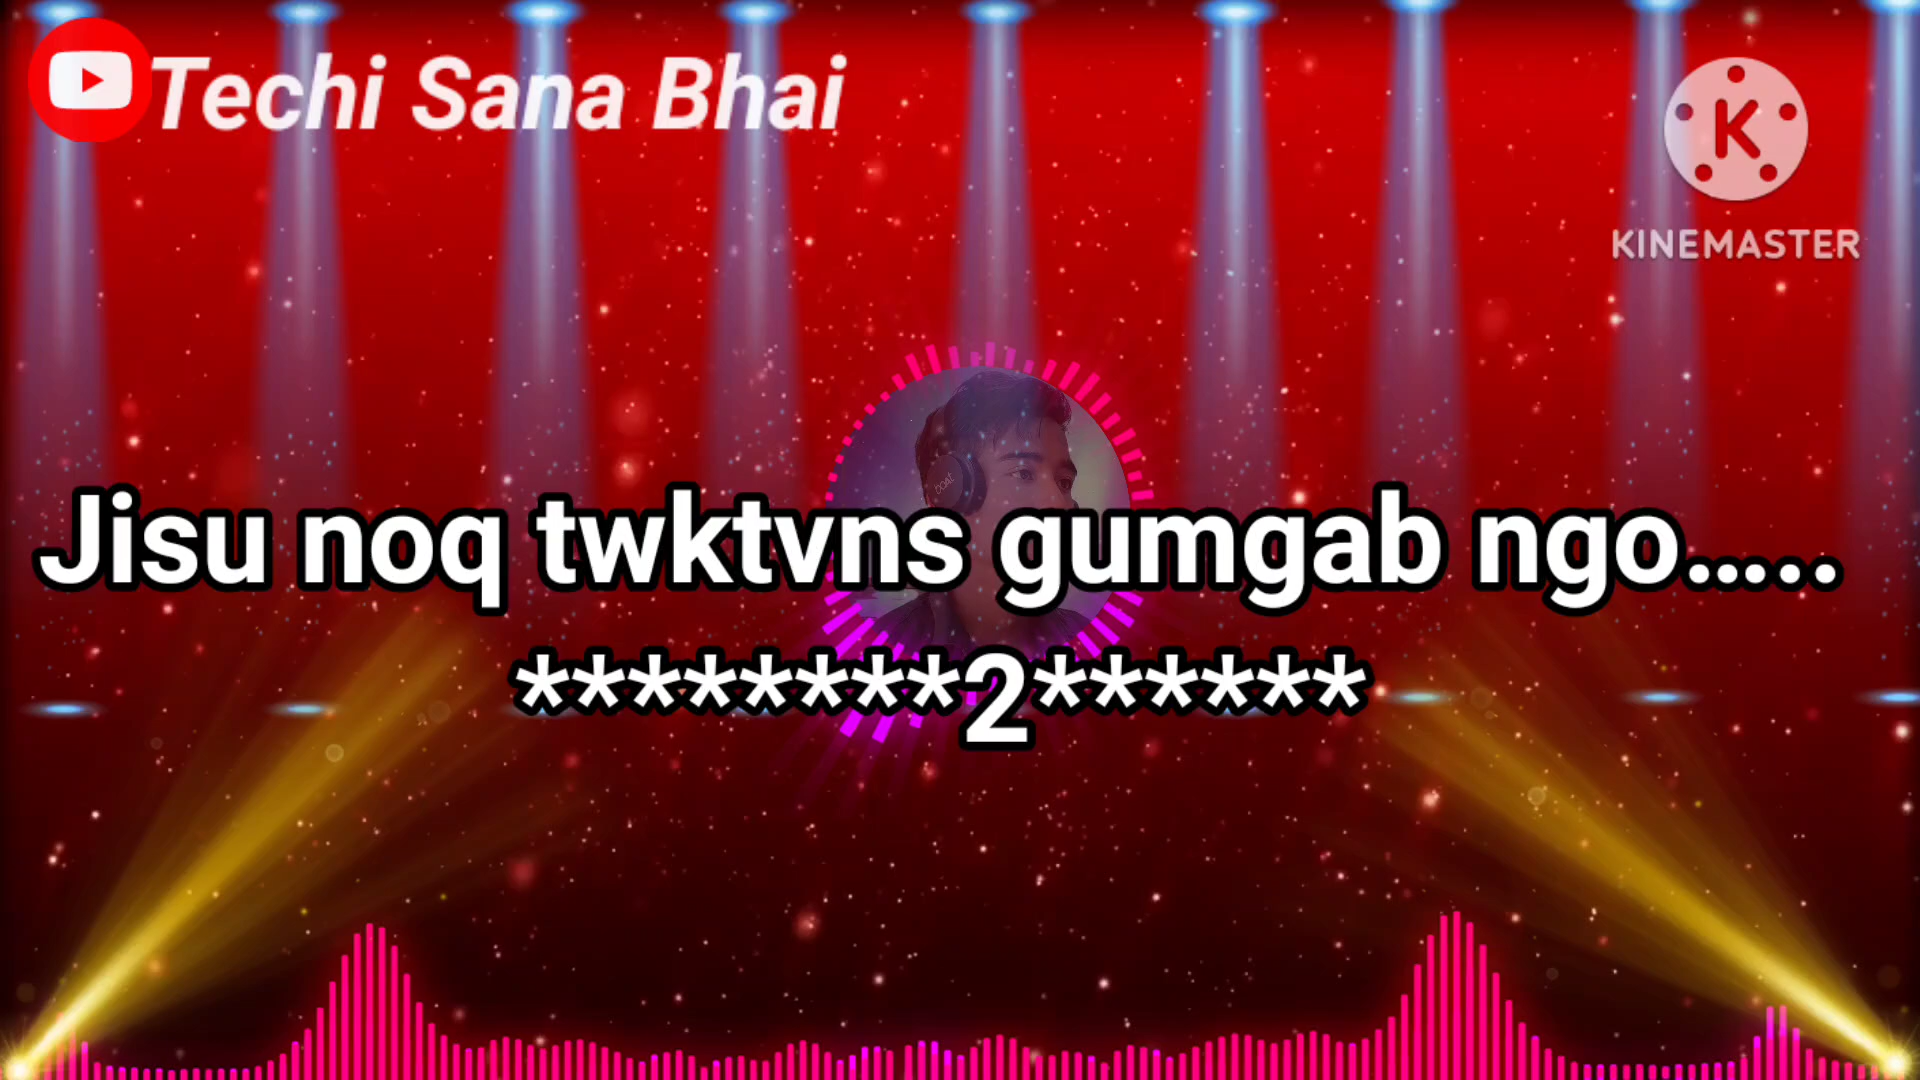 Techi Sana Bhai
K
KINEMASTER
Jisu noq twktvns gumgab ngo.....
********2******